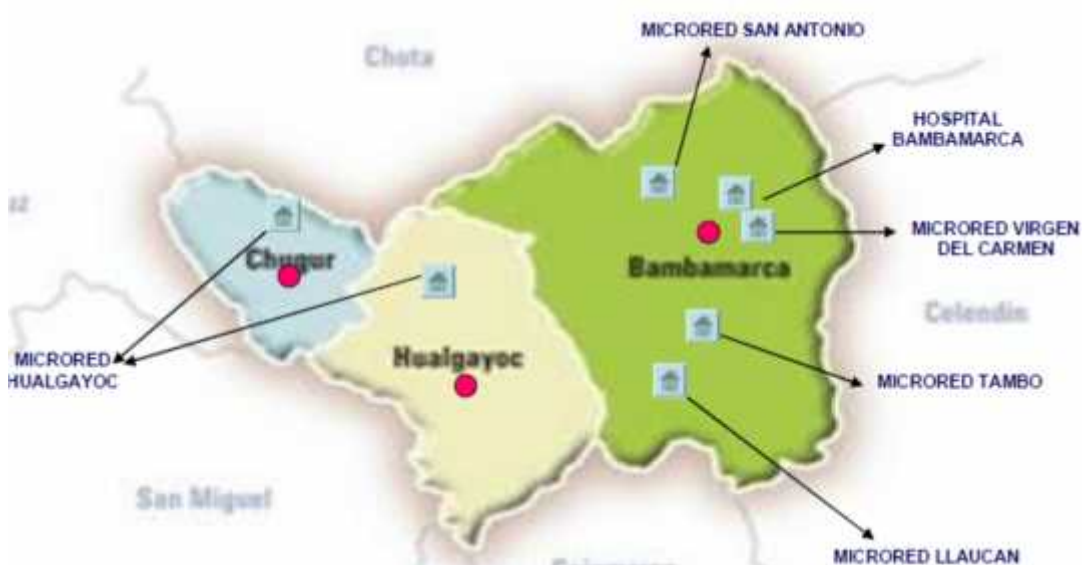 MICRORED SAN ANTONIO
Chota
HOSPITAL
BAMBAMARCA
MICRORED VIRGEN
DEL CARMEN
Chugur
Bambamarca
Celendín
MICRORED
HUALGAYOC
Hualgayoc
MICRORED TAMBO
San Miguel
MICRORED LLAUCAN